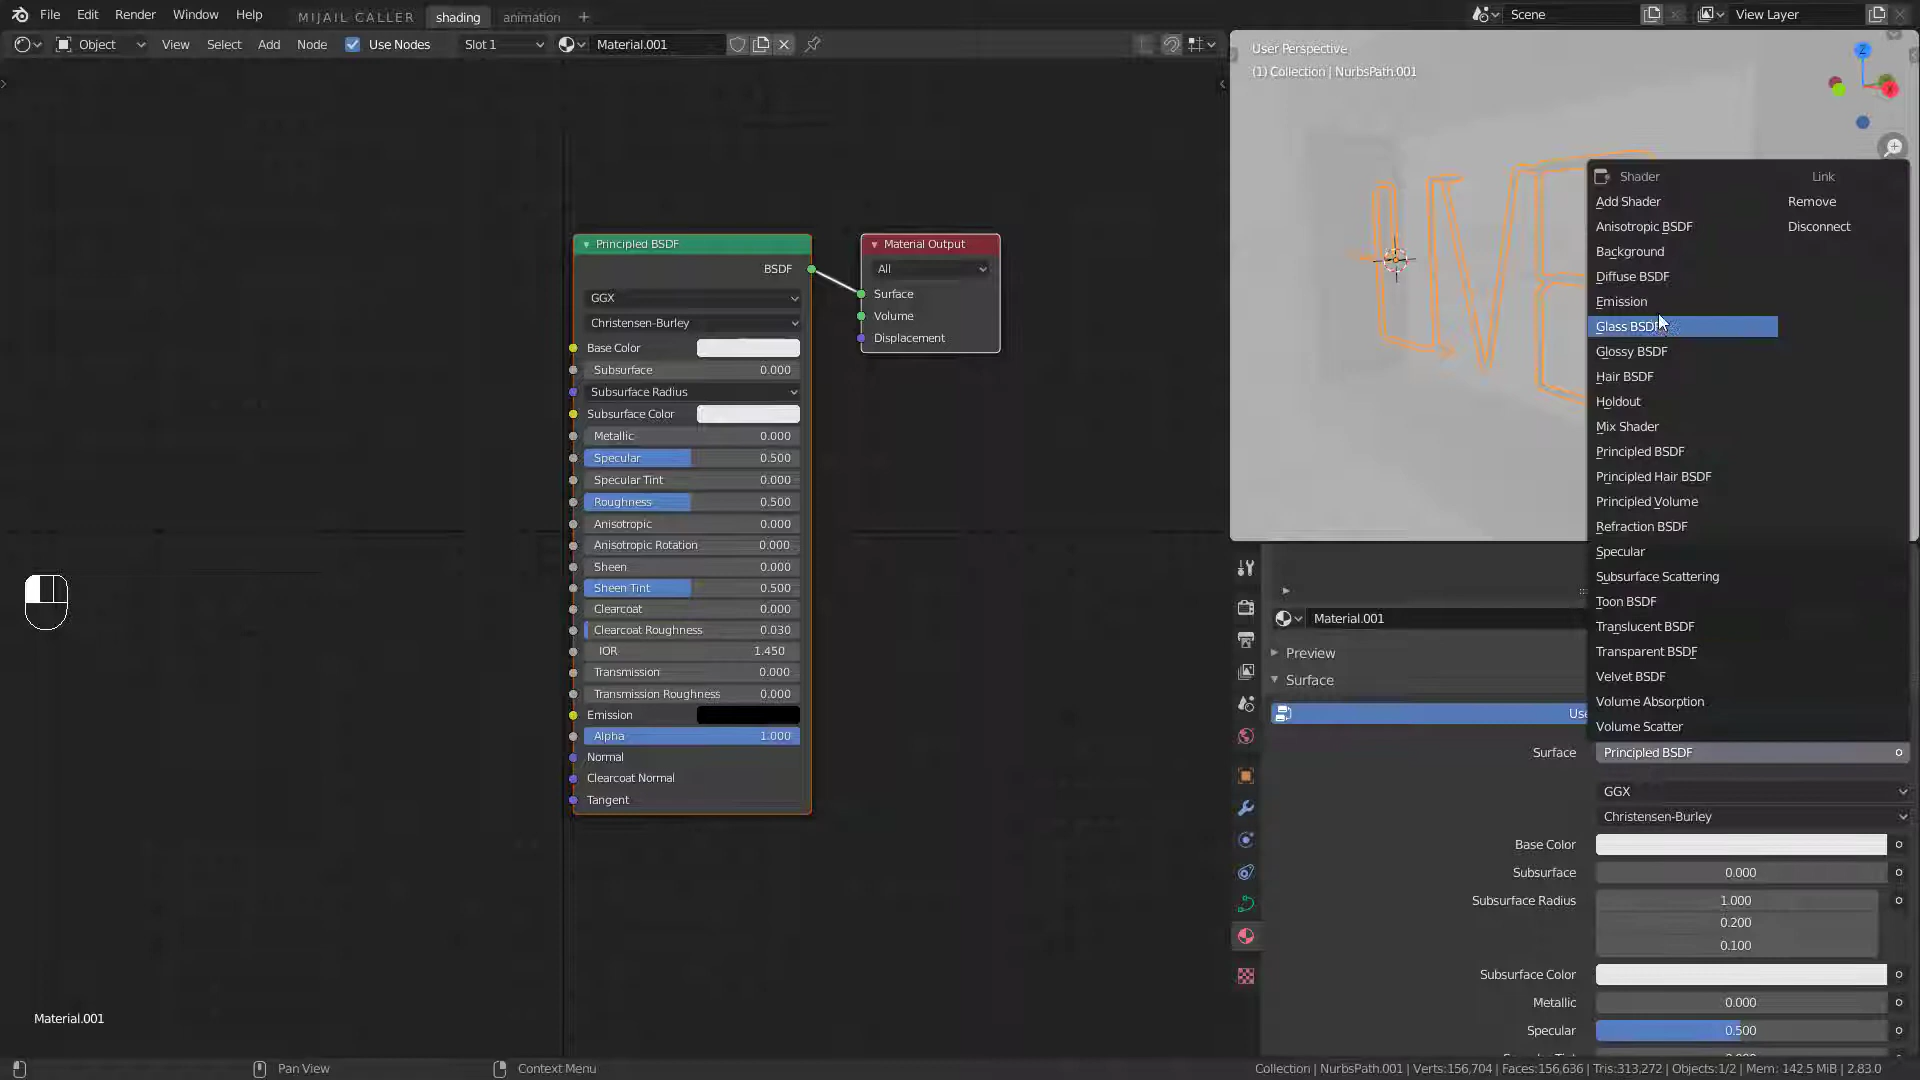 File Edit Render Window Help MIJAIL CALLER shading animation + Scene View Layer
Object View Select Add Node Use Nodes Slot 1 Material.001
User Perspective
(1) Collection | NurbsPath.001
Z
Principled BSDF
BSDF
GGX
Christensen-Burley
Base Color
Subsurface 0.000
Subsurface Radius
Subsurface Color
Metallic 0.000
Specular 0.500
Specular Tint 0.000
Roughness 0.500
Anisotropic 0.000
Anisotropic Rotation 0.000
Sheen 0.000
Sheen Tint 0.500
Clearcoat 0.000
Clearcoat Roughness 0.030
IOR 1.450
Transmission 0.000
Transmission Roughness 0.000
Emission
Alpha 1.000
Normal
Clearcoat Normal
Tangent
Material Output
All
Surface
Volume
Displacement
Shader Link
Add Shader Remove
Anisotropic BSDF Disconnect
Background
Diffuse BSDF
Emission
Glass BSDF
Glossy BSDF
Hair BSDF
Holdout
Mix Shader
Principled BSDF
Principled Hair BSDF
Principled Volume
Refraction BSDF
Specular
Subsurface Scattering
Toon BSDF
Translucent BSDF
Transparent BSDF
Velvet BSDF
Volume Absorption
Volume Scatter
Material.001
Preview
Surface
Use
Surface Principled BSDF
GGX
Christensen-Burley
Base Color
Subsurface 0.000
Subsurface Radius 1.000
0.200
0.100
Subsurface Color
Metallic 0.000
Specular 0.500
Material.001
Pan View Context Menu Collection | NurbsPath.001 | Verts:156,704 | Faces:156,636 | Tris:313,272 | Objects:1/2 | Mem: 142.5 MiB | 2.83.0